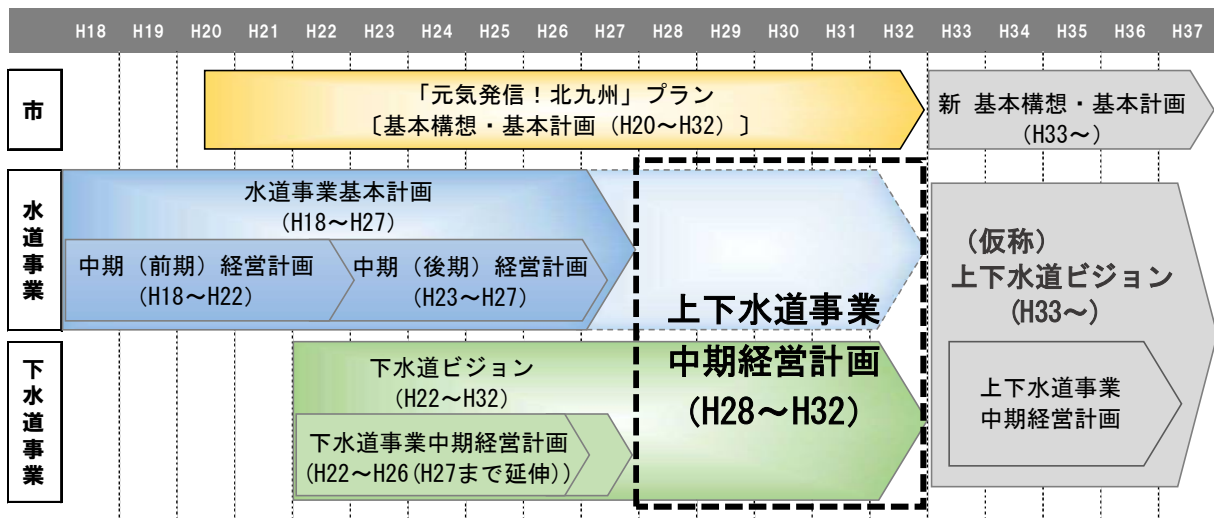 H18 H19 H20 H21 H22 H23 H24 H25 H26 H27 H28 H29 H30 H31 H32 H33 H34 H35 H36 H37
市
「元気発信！北九州」プラン
〔基本構想・基本計画（H20～H32）〕
新 基本構想・基本計画
(H33～)
水道事業
水道事業基本計画
(H18～H27)
中期（前期）経営計画
(H18～H22)
中期（後期）経営計画
(H23～H27)
上下水道事業
中期経営計画
(H28～H32)
（仮称）
上下水道ビジョン
(H33～)
下水道事業
下水道ビジョン
(H22～H32)
下水道事業中期経営計画
(H22～H26(H27まで延伸))
上下水道事業
中期経営計画